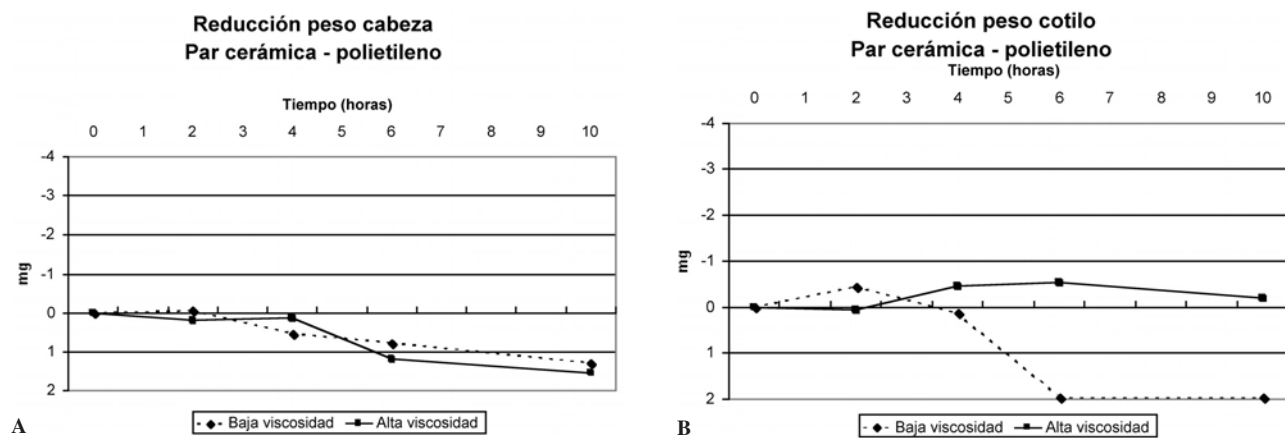 Reducción peso cabeza
Par cerámica - polietileno
Tiempo (horas)
0 1 2 3 4 5 6 7 8 9 10
-4
-3
-2
-1
0
1
2
mg
Baja viscosidad Alta viscosidad
A
Reducción peso cotilo
Par cerámica - polietileno
Tiempo (horas)
0 1 2 3 4 5 6 7 8 9 10
-4
-3
-2
-1
0
1
2
mg
Baja viscosidad Alta viscosidad
B